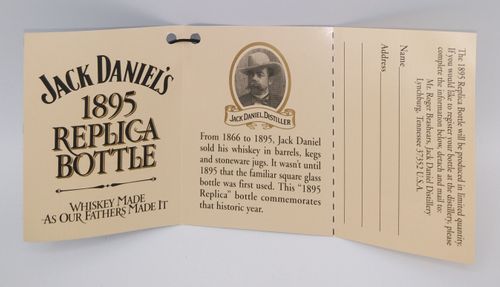 JACK DANIEL'S
1895
REPLICA
BOTTLE
WHISKEY MADE
AS OUR FATHERS MADE IT
JACK DANIEL, DISTILLER
From 1866 to 1895, Jack Daniel
sold his whiskey in barrels, kegs
and stoneware jugs. It wasn't until
1895 that the familiar square glass
bottle was first used. This "1895
Replica" bottle commemorates
that historic year.
The 1895 Replica Bottle will be produced in limited quantity.
If you would like to register your bottle at the distillery, please
complete the information below, detach and mail to:
Mr. Roger Brashears, Jack Daniel Distillery
Lynchburg, Tennessee 37352 U.S.A.
Name
Address